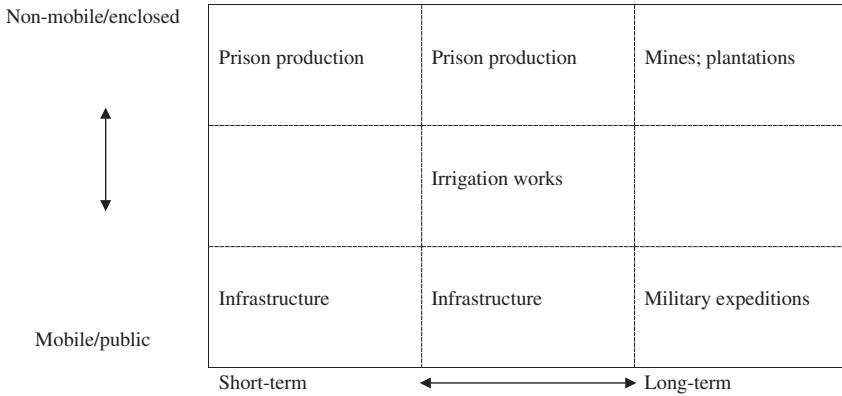 Non-mobile/enclosed
Prison production Prison production Mines; plantations
Irrigation works
Infrastructure Infrastructure Military expeditions
Mobile/public
Short-term Long-term